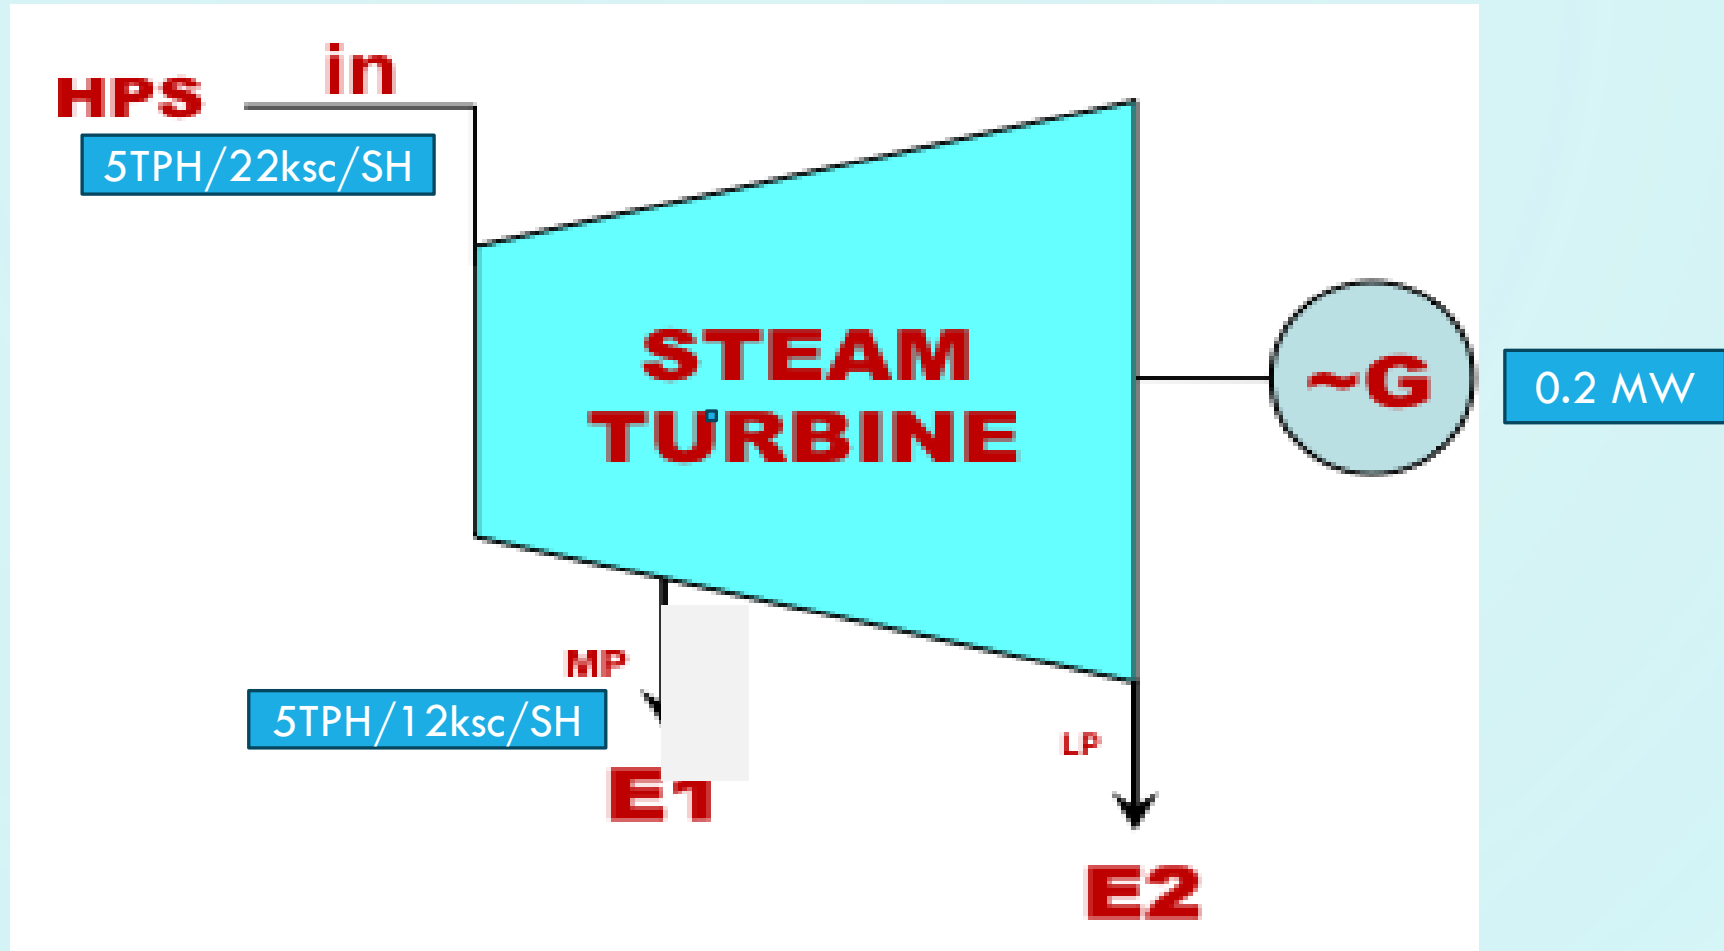 in
HPS
5TPH/22ksc/SH
STEAM
TURBINE
~G
0.2 MW
MP
5TPH/12ksc/SH
LP
E1
E2